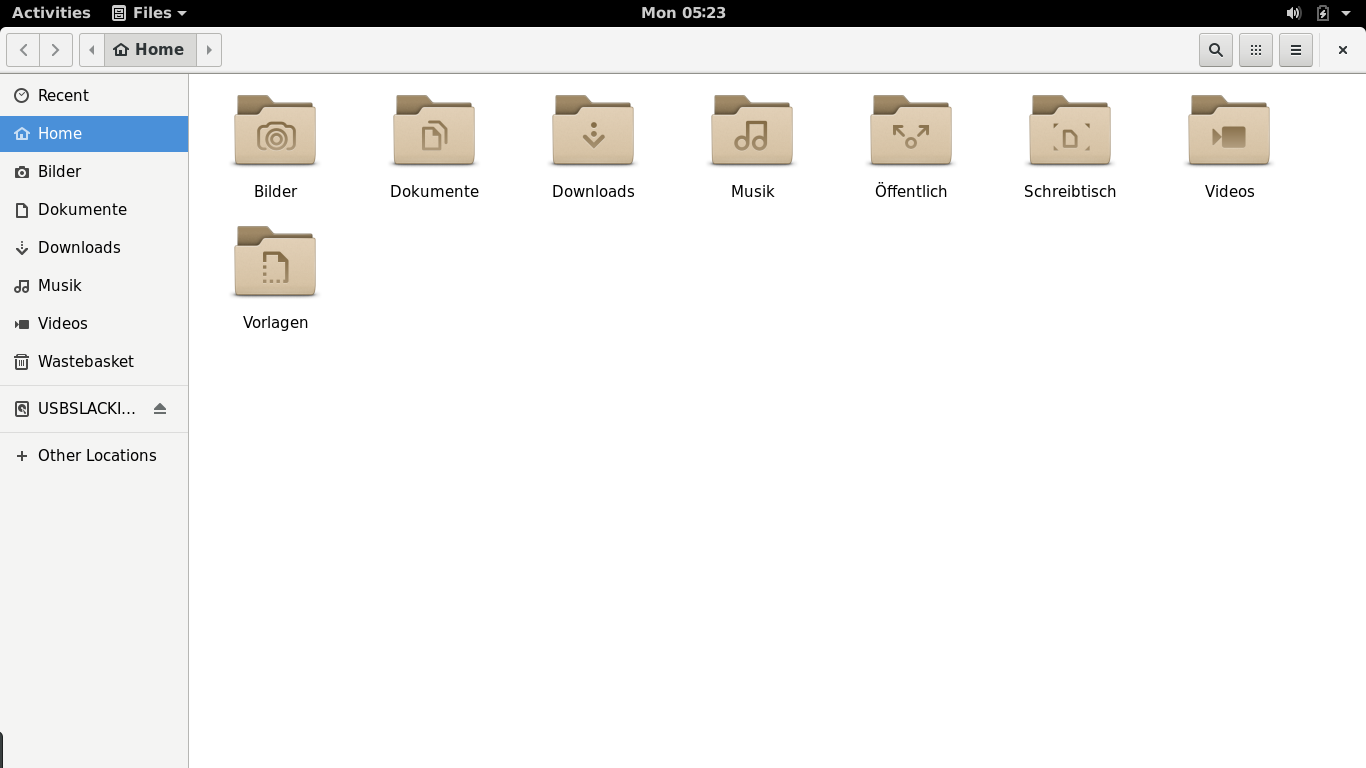 Activities Files Mon 05:23
Home
Recent
Home
Bilder
Dokumente
Downloads
Musik
Videos
Wastebasket
USBSLACKI...
Other Locations
Bilder Dokumente Downloads Musik Öffentlich Schreibtisch Videos
Vorlagen